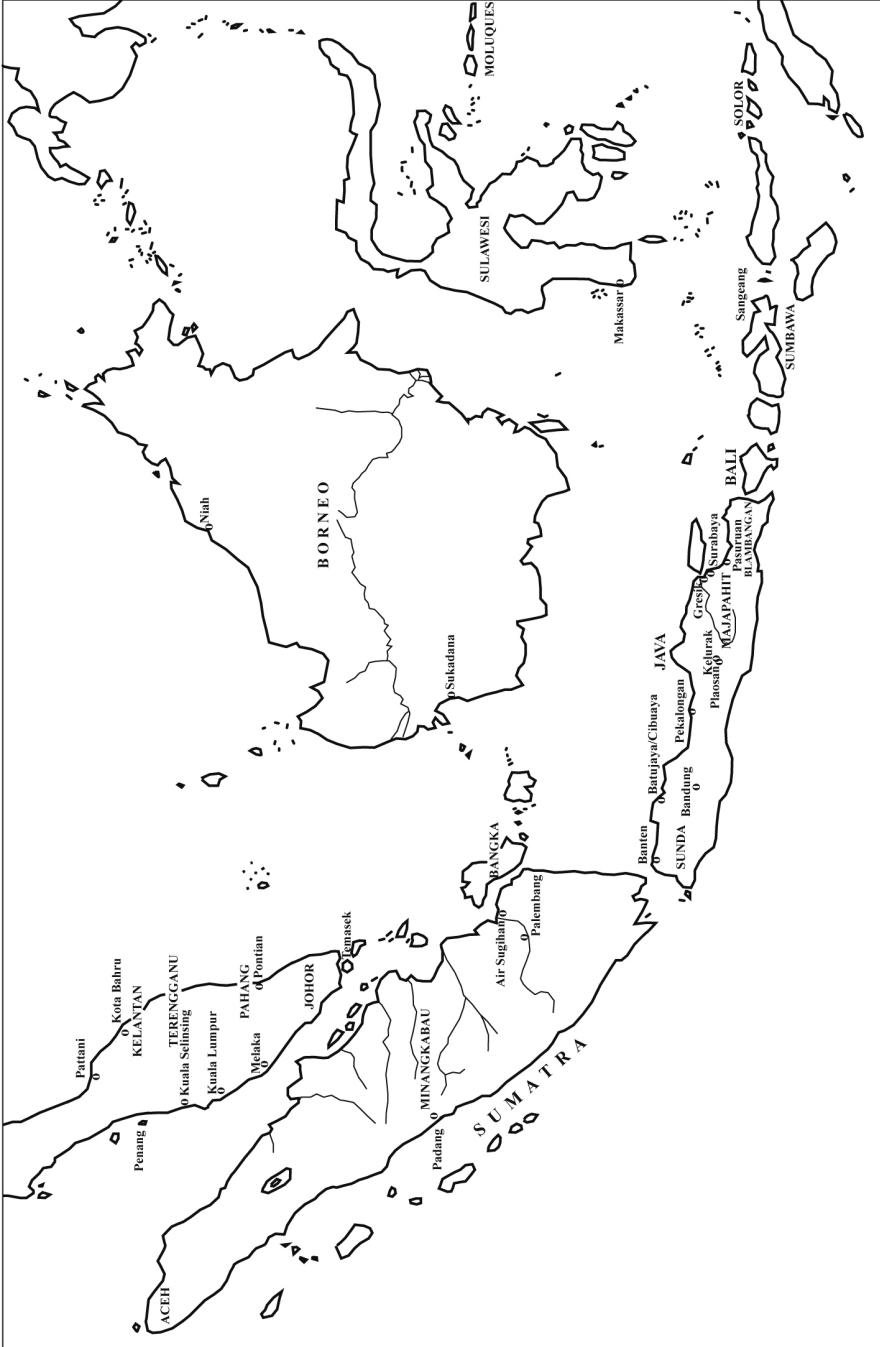 Pattani
Kota Bahru
KELANTAN
Penang
TERENGGANU
Kuala Selinsing
Kuala Lumpur
PAHANG
Pontian
Melaka
JOHOR
Temasek
ACEH
MINANGKABAU
Padang
SUMATRA
Air Sugihan
Palembang
BANGKA
Niah
BORNEO
Sukadana
SULAWESI
Makassar
MOLUQUES
Banten
SUNDA
Batujaya/Cibuaya
Bandung
Pekalongan
JAVA
Kelurak
Plaosan
Gresik
MAJAPAHIT
Surabaya
Pasuruan
BLAMBANGAN
BALI
Sangeang
SUMBAWA
SOLOR